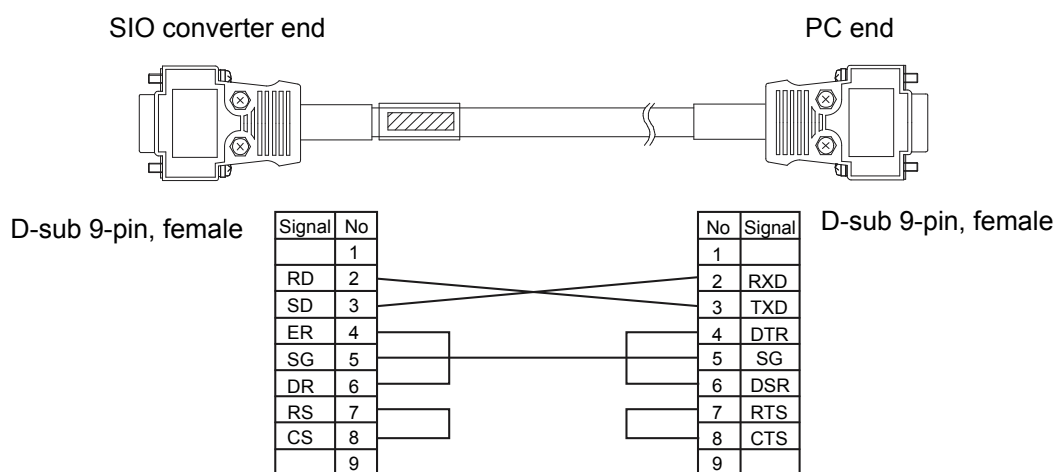 SIO converter end
PC end
D-sub 9-pin, female
D-sub 9-pin, female
Signal No
1
RD 2
SD 3
ER 4
SG 5
DR 6
RS 7
CS 8
9
No Signal
1
2 RXD
3 TXD
4 DTR
5 SG
6 DSR
7 RTS
8 CTS
9